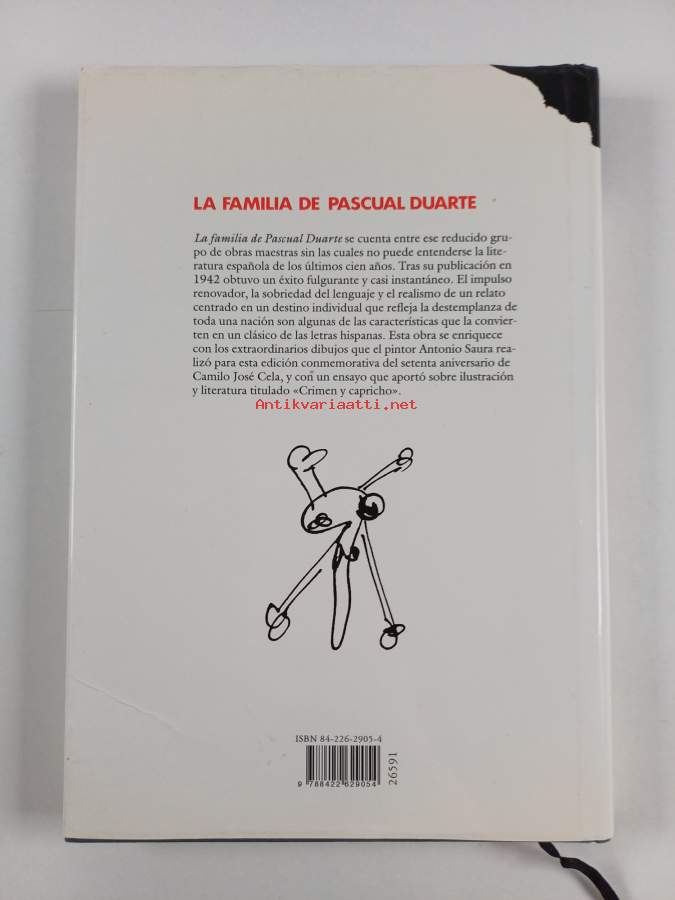 LA FAMILIA DE PASCUAL DUARTE
La familia de Pascual Duarte se cuenta entre ese reducido gru-
po de obras maestras sin las cuales no puede entenderse la lite-
ratura española de los últimos cien años. Tras su publicación en
1942 obtuvo un éxito fulgurante y casi instantáneo. El impulso
renovador, la sobriedad del lenguaje y el realismo de un relato
centrado en un destino individual que refleja la destemplanza de
toda una nación son algunas de las características que la convier-
ten en un clásico de las letras hispanas. Esta obra se enriquece
con los extraordinarios dibujos que el pintor Antonio Saura rea-
lizó para esta edición conmemorativa del setenta aniversario de
Camilo José Cela, y con un ensayo que aportó sobre ilustración
y literatura titulado «Crimen y capricho».
Antikvariaatti.net
ISBN 84-226-2905-4
9 788422 629054
26591